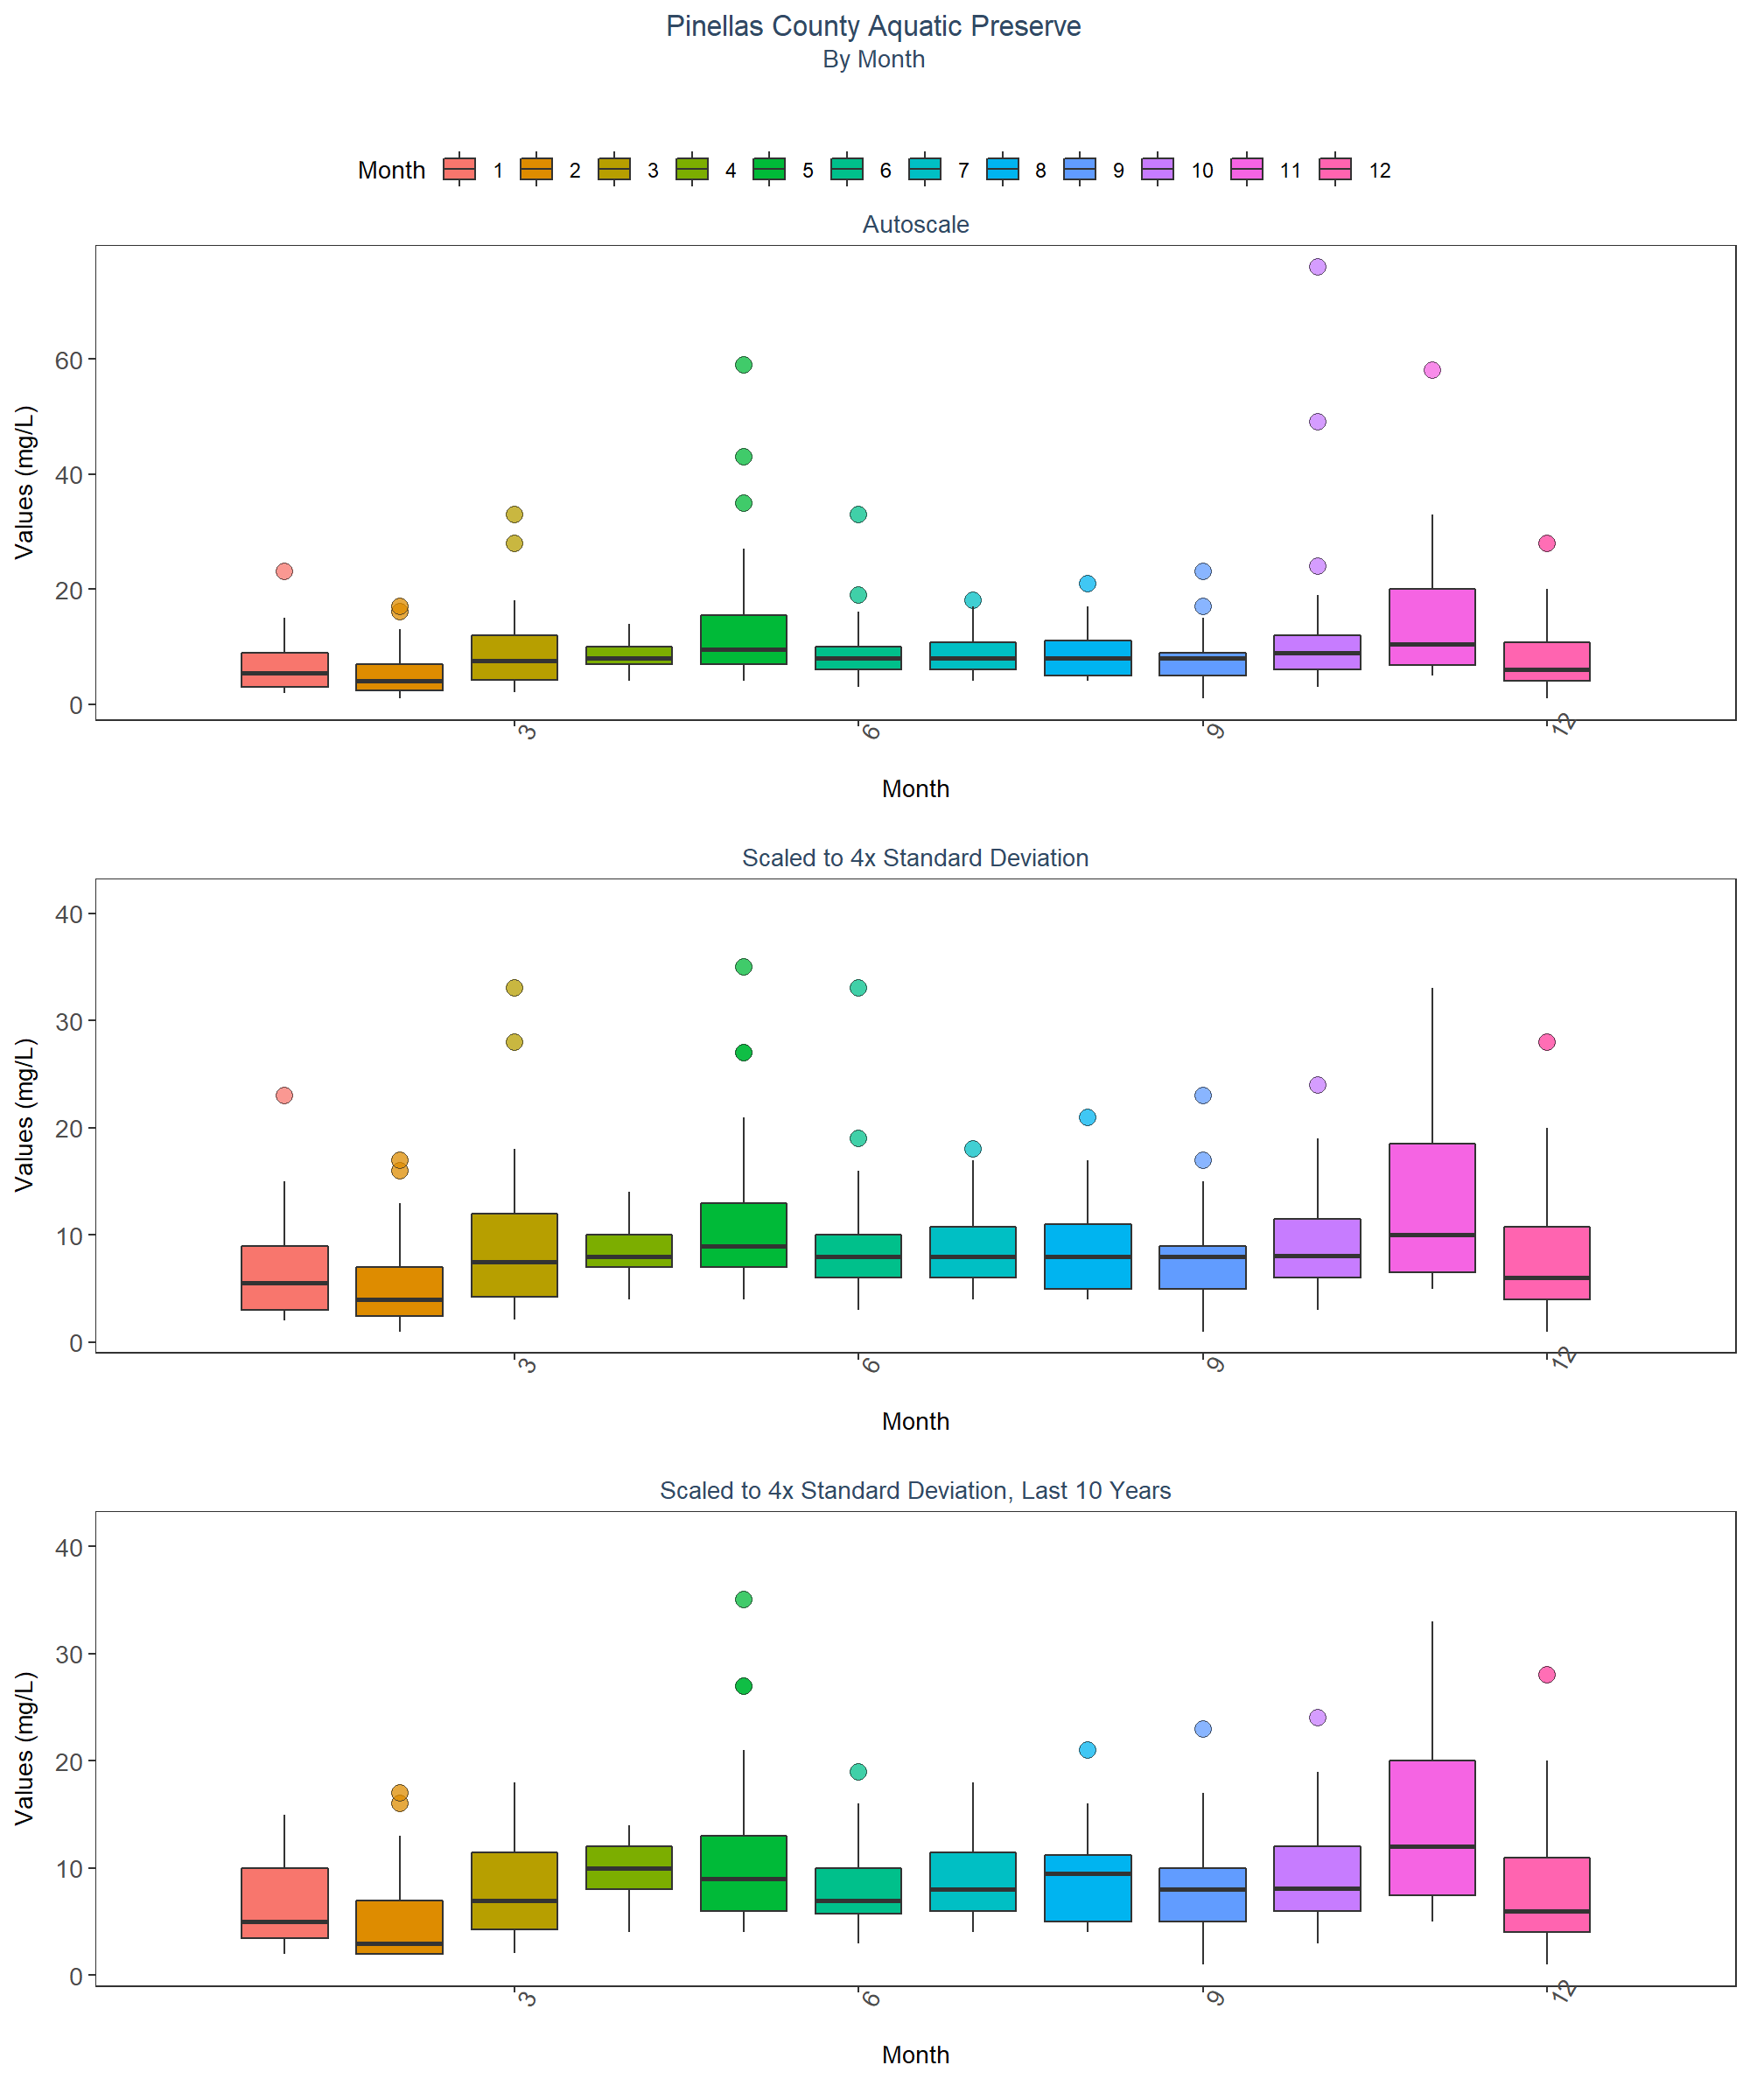 Pinellas County Aquatic Preserve
By Month
Month 1 2 3 4 5 6 7 8 9 10 11 12
Autoscale
Values (mg/L)
60
40
20
0
3 6 9 12
Month
Scaled to 4x Standard Deviation
Values (mg/L)
40
30
20
10
0
3 6 9 12
Month
Scaled to 4x Standard Deviation, Last 10 Years
Values (mg/L)
40
30
20
10
0
3 6 9 12
Month